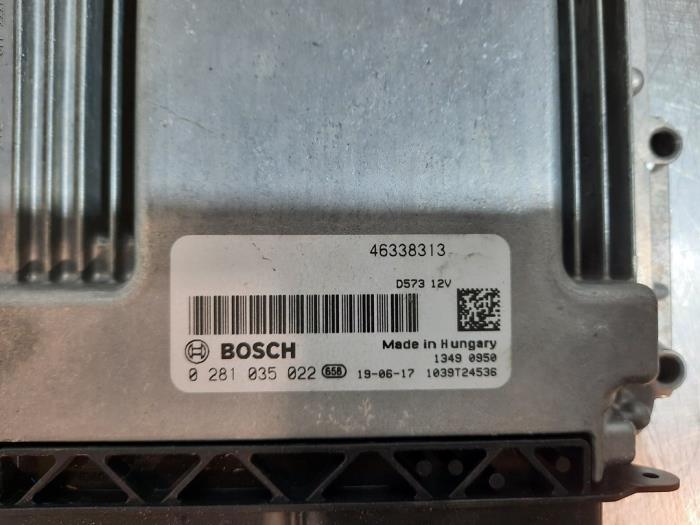 46338313
D573 12V
BOSCH
Made in Hungary
1349 0950
0 281 035 022 658 19-06-17 1039T24536